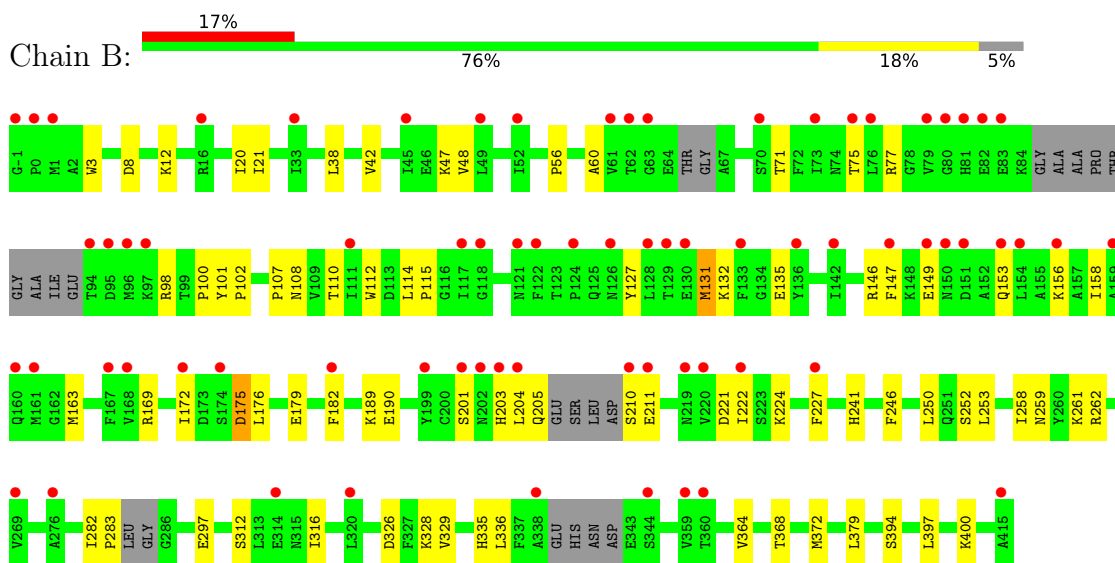 17%
Chain B:
76% 18% 5%
G-1 P0 M1 A2 W3 D8 K12 R16 I20 I21 I33 L38 V42 I45 E46 K47 V48 L49 I52 P56 A60 V61 T62 G63 E64 THR GLY A67 S70 T71 F72 I73 N74 T75 L76 R77 G78 V79 G80 H81 E82 E83 K84 GLY ALA ALA PRO THR
GLY ALA ILE GLU T94 D95 M96 K97 R98 T99 P100 Y101 P102 P107 N108 V109 T110 I111 W112 D113 L114 P115 G116 I117 G118 N121 F122 T123 P124 Q125 N126 Y127 L128 T129 E130 M131 K132 F133 G134 E135 Y136 I142 R146 F147 K148 E149 N150 D151 A152 Q153 L154 A155 K156 A157 I158 A159
Q160 M161 G162 M163 F167 V168 R169 I172 D173 S174 D175 L176 E179 F182 K189 E190 Y199 C200 S201 N202 H203 L204 Q205 GLU SER LEU ASP S210 E211 N219 V220 D221 I222 S223 K224 F227 H241 F246 L250 Q251 S252 L253 I258 N259 Y260 K261 R262
V269 A276 I282 P283 LEU GLY G286 E297 S312 L313 E314 N315 I316 L320 D326 F327 K328 V329 H335 L336 F337 A338 GLU HIS ASN ASP E343 S344 V359 T360 V364 T368 M372 L379 S394 L397 K400 A415